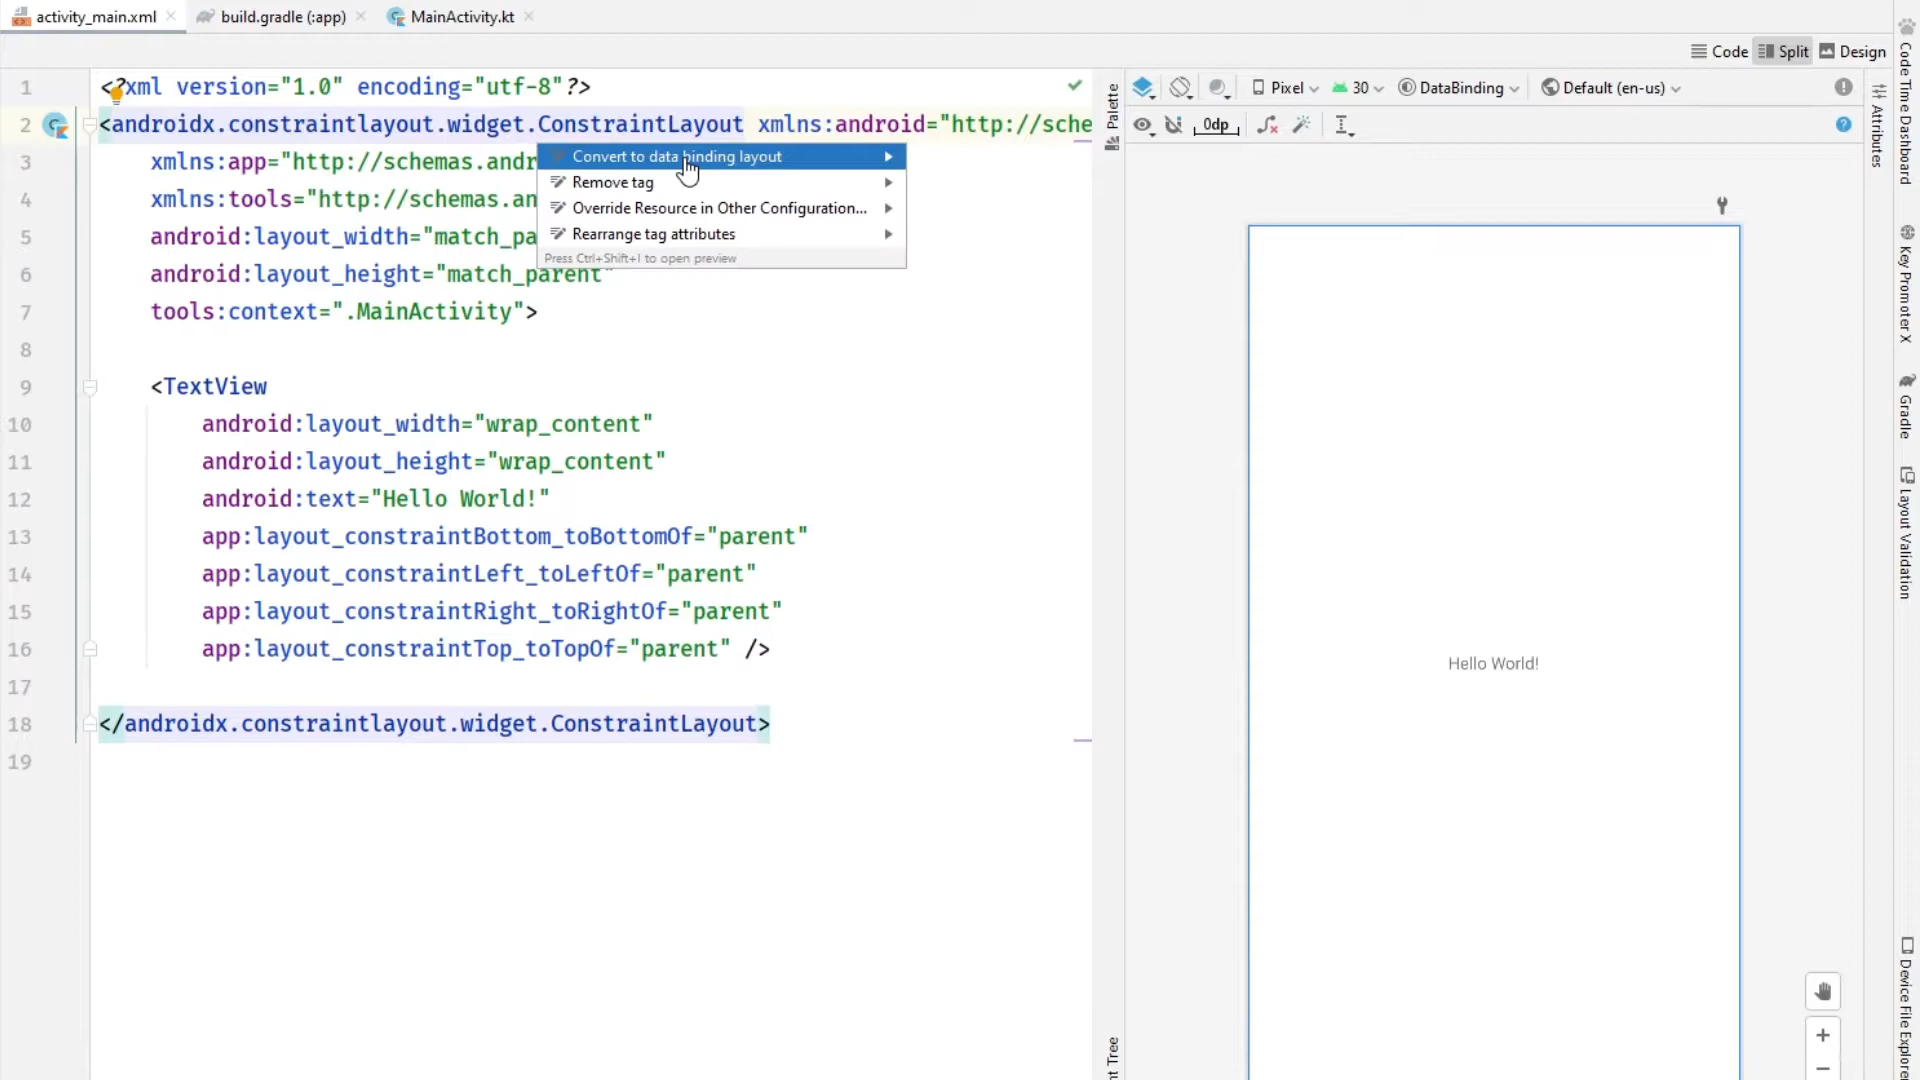 activity_main.xml
build.gradle (:app)
MainActivity.kt
Code
Split
Design
1 <?xml version="1.0" encoding="utf-8"?>
2 <androidx.constraintlayout.widget.ConstraintLayout xmlns:android="http://sche
3 xmlns:app="http://schemas.andr
4 xmlns:tools="http://schemas.an
5 android:layout_width="match_pa
6 android:layout_height="match_parent"
7 tools:context=".MainActivity">
8
9 <TextView
10 android:layout_width="wrap_content"
11 android:layout_height="wrap_content"
12 android:text="Hello World!"
13 app:layout_constraintBottom_toBottomOf="parent"
14 app:layout_constraintLeft_toLeftOf="parent"
15 app:layout_constraintRight_toRightOf="parent"
16 app:layout_constraintTop_toTopOf="parent" />
17
18 </androidx.constraintlayout.widget.ConstraintLayout>
19
Convert to data binding layout
Remove tag
Override Resource in Other Configuration...
Rearrange tag attributes
Press Ctrl+Shift+I to open preview
Palette
nt Tree
Pixel
30
DataBinding
Default (en-us)
0dp
Hello World!
Attributes
Code Time Dashboard
Key Promoter X
Gradle
Layout Validation
Device File Explorer